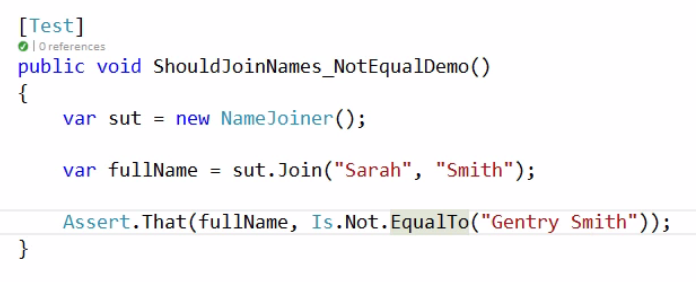 [Test]
| 0 references
public void ShouldJoinNames_NotEqualDemo()
{
var sut = new NameJoiner();
var fullName = sut.Join("Sarah", "Smith");
Assert.That(fullName, Is.Not.EqualTo("Gentry Smith"));
}